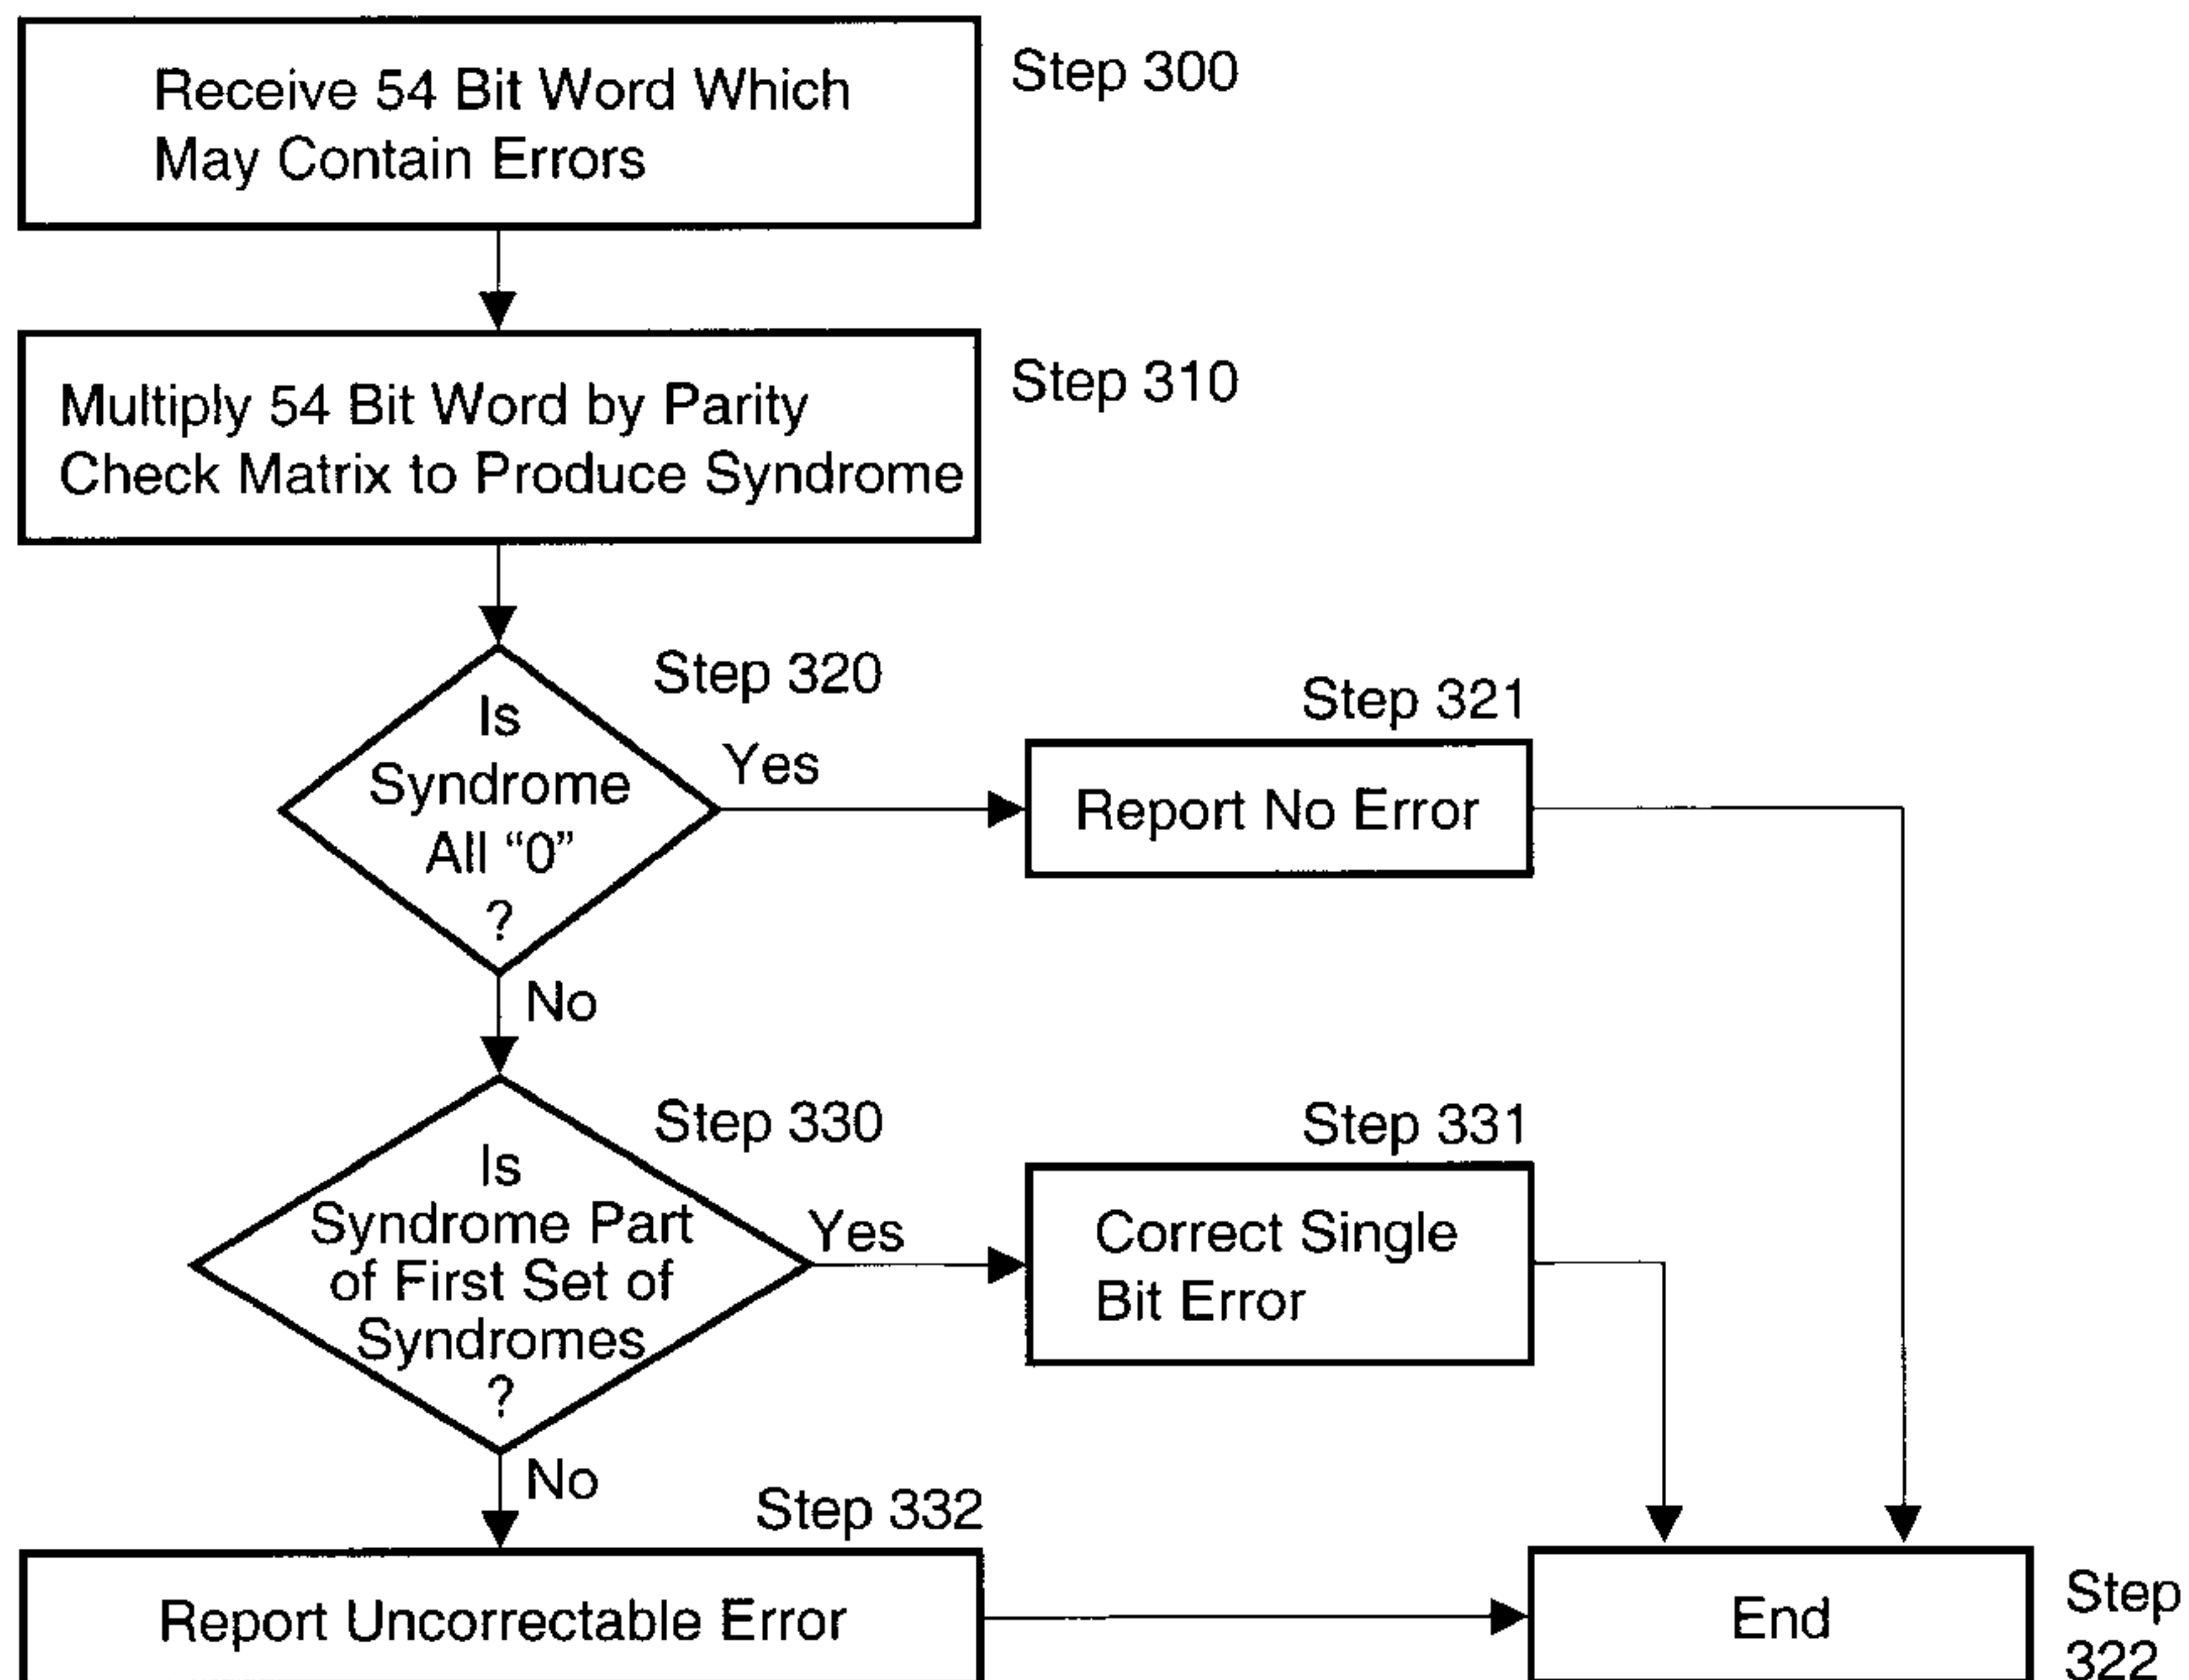 Receive 54 Bit Word Which
May Contain Errors
Step 300
Multiply 54 Bit Word by Parity
Check Matrix to Produce Syndrome
Step 310
Step 320
Is
Syndrome
All “0”
?
Yes
Step 321
Report No Error
No
Step 330
Is
Syndrome Part
of First Set of
Syndromes
?
Yes
Step 331
Correct Single
Bit Error
No
Step 332
Report Uncorrectable Error
End
Step
322